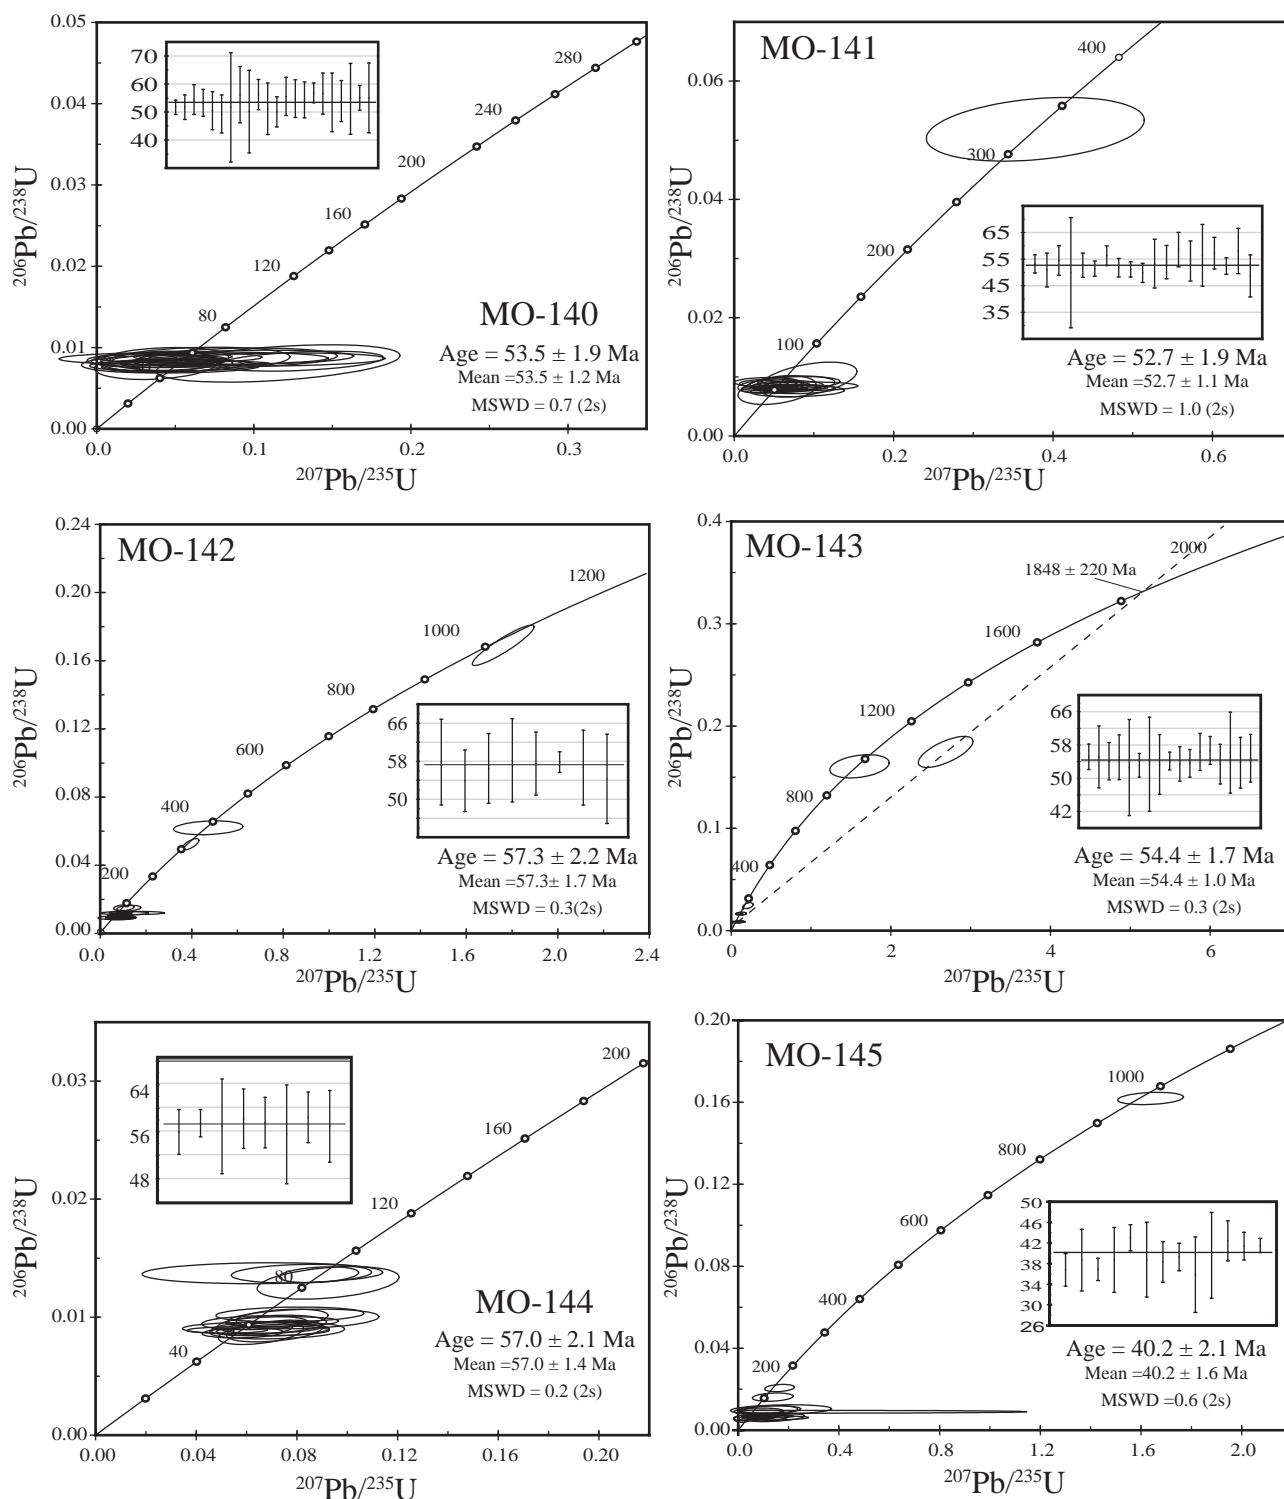 0.05
0.04
0.03
0.02
0.01
0.00
²⁰⁶Pb/²³⁸U
70
60
50
40
80
120
160
200
240
280
MO-140
Age = 53.5 ± 1.9 Ma
Mean =53.5 ± 1.2 Ma
MSWD = 0.7 (2s)
0.0 0.1 0.2 0.3
²⁰⁷Pb/²³⁵U
MO-141
0.06
0.04
0.02
0.00
²⁰⁶Pb/²³⁸U
400
300
200
100
65
55
45
35
Age = 52.7 ± 1.9 Ma
Mean =52.7 ± 1.1 Ma
MSWD = 1.0 (2s)
0.0 0.2 0.4 0.6
²⁰⁷Pb/²³⁵U
MO-142
0.24
0.20
0.16
0.12
0.08
0.04
0.00
²⁰⁶Pb/²³⁸U
1200
1000
800
600
400
200
66
58
50
Age = 57.3 ± 2.2 Ma
Mean =57.3± 1.7 Ma
MSWD = 0.3(2s)
0.0 0.4 0.8 1.2 1.6 2.0 2.4
²⁰⁷Pb/²³⁵U
MO-143
0.4
0.3
0.2
0.1
0.0
²⁰⁶Pb/²³⁸U
2000
1848 ± 220 Ma
1600
1200
800
400
66
58
50
42
Age = 54.4 ± 1.7 Ma
Mean =54.4 ± 1.0 Ma
MSWD = 0.3 (2s)
0 2 4 6
²⁰⁷Pb/²³⁵U
0.03
0.02
0.01
0.00
²⁰⁶Pb/²³⁸U
64
56
48
200
160
120
80
40
MO-144
Age = 57.0 ± 2.1 Ma
Mean =57.0 ± 1.4 Ma
MSWD = 0.2 (2s)
0.00 0.04 0.08 0.12 0.16 0.20
²⁰⁷Pb/²³⁵U
MO-145
0.20
0.16
0.12
0.08
0.04
0.00
²⁰⁶Pb/²³⁸U
1000
800
600
400
200
50
46
42
38
34
30
26
Age = 40.2 ± 2.1 Ma
Mean =40.2 ± 1.6 Ma
MSWD =0.6 (2s)
0.0 0.4 0.8 1.2 1.6 2.0
²⁰⁷Pb/²³⁵U